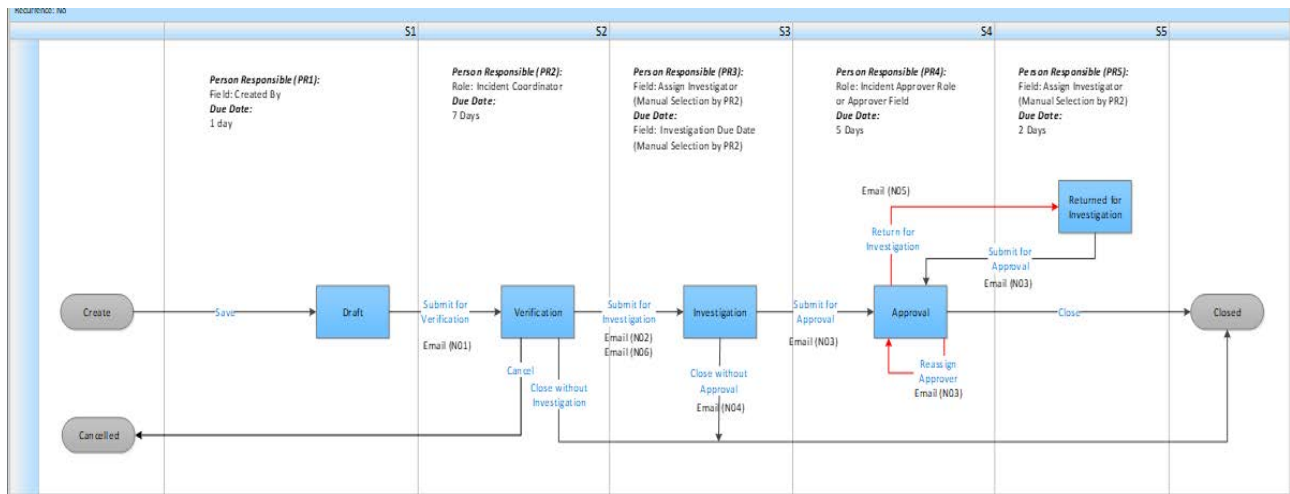 Recurrence: No
S1
S2
S3
S4
S5
Person Responsible (PR1):
Field: Created By
Due Date:
1 day
Person Responsible (PR2):
Role: Incident Coordinator
Due Date:
7 Days
Person Responsible (PR3):
Field: Assign Investigator
(Manual Selection by PR2)
Due Date:
Field: Investigation Due Date
(Manual Selection by PR2)
Person Responsible (PR4):
Role: Incident Approver Role
or Approver Field
Due Date:
5 Days
Person Responsible (PR5):
Field: Assign Investigator
(Manual Selection by PR2)
Due Date:
2 Days
Email (N05)
Returned for
Investigation
Return for
Investigation
Submit for
Approval
Email (N03)
Create
Save
Draft
Submit for
Verification
Email (N01)
Verification
Submit for
Investigation
Email (N02)
Email (N06)
Investigation
Submit for
Approval
Email (N03)
Approval
Close
Closed
Cancel
Close without
Investigation
Close without
Approval
Email (N04)
Reassign
Approver
Email (N03)
Cancelled